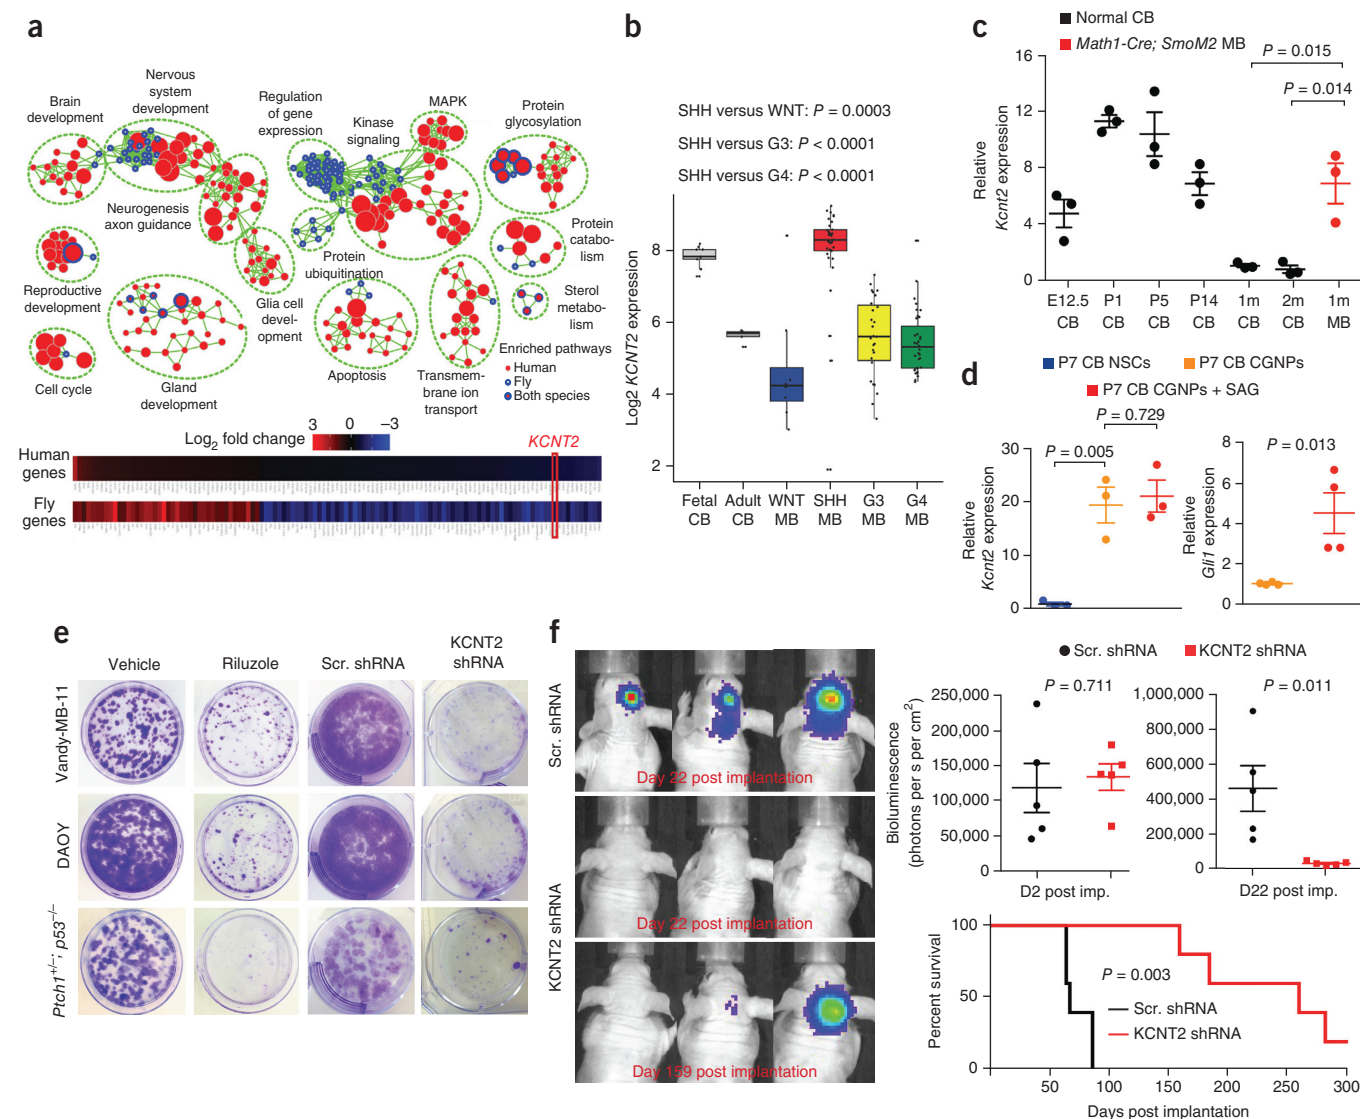 a
Brain
development
Nervous
system
development
Regulation
of gene
expression
Kinase
signaling
MAPK
Protein
glycosylation
Neurogenesis
axon guidance
Protein
ubiquitination
Protein
catabo-
lism
Reproductive
development
Glia cell
devel-
opment
Sterol
metabo-
lism
Cell cycle
Gland
development
Apoptosis
Transmem-
brane ion
transport
Enriched pathways
Human
Fly
Both species
Log2 fold change
3 0 –3
KCNT2
Human
genes
Fly
genes
b
SHH versus WNT: P = 0.0003
SHH versus G3: P < 0.0001
SHH versus G4: P < 0.0001
Log2 KCNT2 expression
8
6
4
2
Fetal
CB
Adult
CB
WNT
MB
SHH
MB
G3
MB
G4
MB
c
Normal CB
Math1-Cre; SmoM2 MB
P = 0.015
P = 0.014
Relative
Kcnt2 expression
16
12
8
4
0
E12.5
CB
P1
CB
P5
CB
P14
CB
1m
CB
2m
CB
1m
MB
d
P7 CB NSCs
P7 CB CGNPs
P7 CB CGNPs + SAG
P = 0.729
P = 0.005
Relative
Kcnt2 expression
30
20
10
0
P = 0.013
Relative
Gli1 expression
8
6
4
2
0
e
Vehicle
Riluzole
Scr. shRNA
KCNT2
shRNA
Vandy-MB-11
DAOY
Ptch1+/–; p53–/–
f
Scr. shRNA
Day 22 post implantation
KCNT2 shRNA
Day 22 post implantation
Day 159 post implantation
Scr. shRNA
KCNT2 shRNA
Bioluminescence
(photons per s per cm2)
P = 0.711
250,000
200,000
150,000
100,000
50,000
0
D2 post imp.
P = 0.011
1,000,000
800,000
600,000
400,000
200,000
0
D22 post imp.
Percent survival
100
50
0
P = 0.003
Scr. shRNA
KCNT2 shRNA
50 100 150 200 250 300
Days post implantation